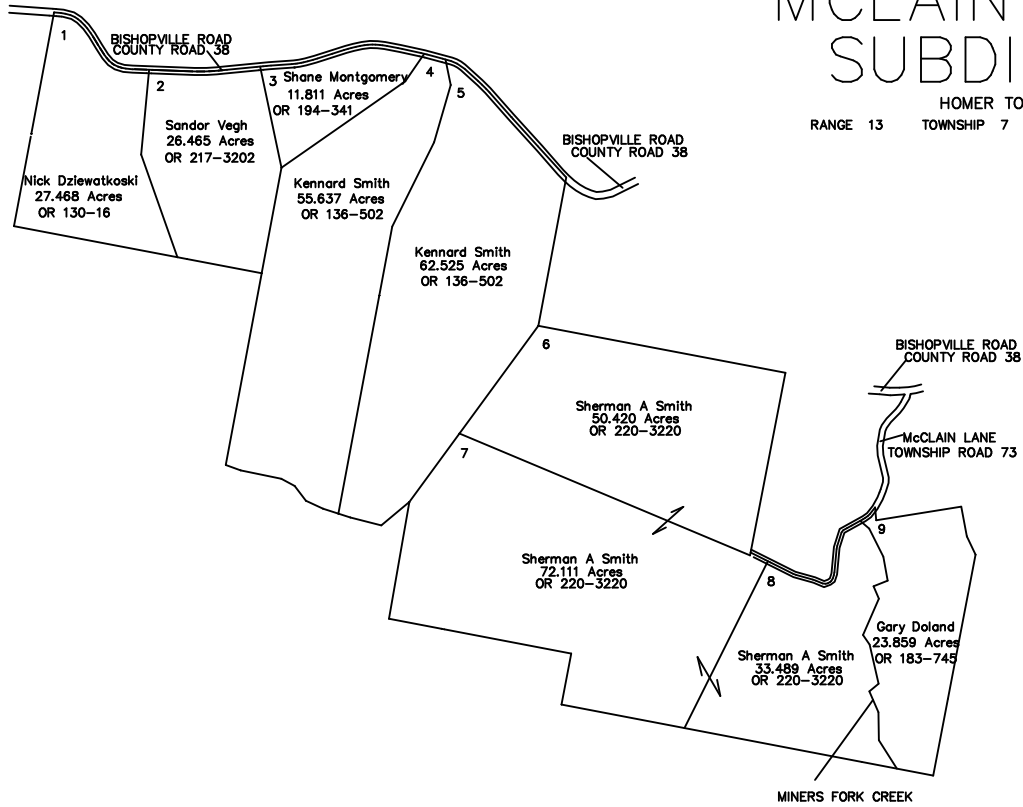 MCLAIN
SUBDI
HOMER TO
RANGE 13 TOWNSHIP 7
1
BISHOPVILLE ROAD
COUNTY ROAD 38
2
3
Shane Montgomery
11.811 Acres
OR 194-341
4
5
Sandor Vegh
26.465 Acres
OR 217-3202
BISHOPVILLE ROAD
COUNTY ROAD 38
Nick Dziewatkoski
27.468 Acres
OR 130-16
Kennard Smith
55.637 Acres
OR 136-502
Kennard Smith
62.525 Acres
OR 136-502
6
BISHOPVILLE ROAD
COUNTY ROAD 38
Sherman A Smith
50.420 Acres
OR 220-3220
McCLAIN LANE
TOWNSHIP ROAD 73
7
9
Sherman A Smith
72.111 Acres
OR 220-3220
8
Gary Doland
23.859 Acres
OR 183-745
Sherman A Smith
33.489 Acres
OR 220-3220
MINERS FORK CREEK